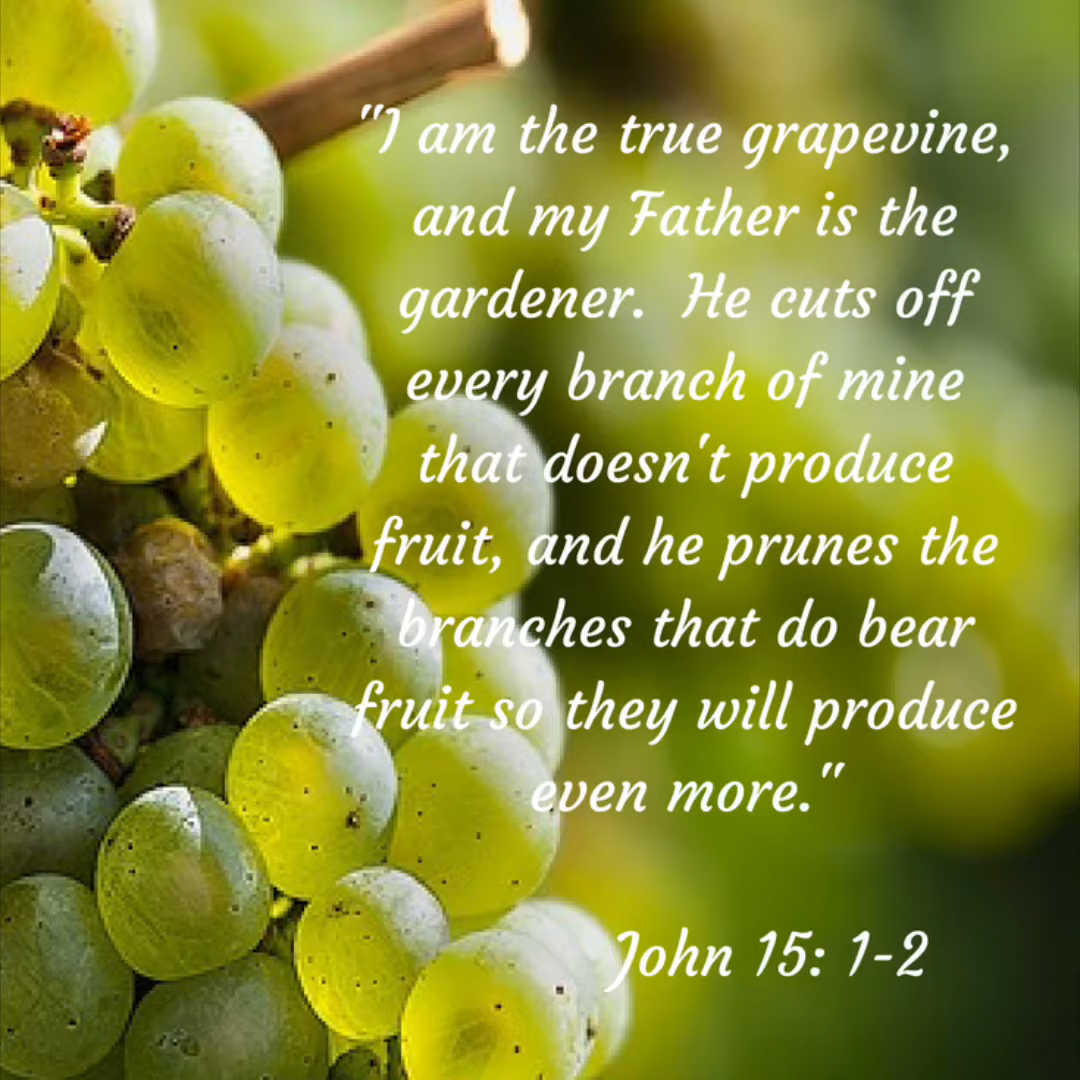 "I am the true grapevine,
and my Father is the
gardener.  He cuts off
every branch of mine
that doesn't produce
fruit, and he prunes the
branches that do bear
fruit so they will produce
even more."
John 15: 1-2